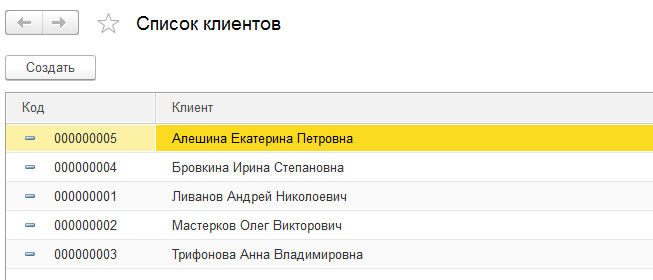 Список клиентов
Создать
Код Клиент
000000005 Алешина Екатерина Петровна
000000004 Бровкина Ирина Степановна
000000001 Ливанов Андрей Николоевич
000000002 Мастерков Олег Викторович
000000003 Трифонова Анна Владимировна